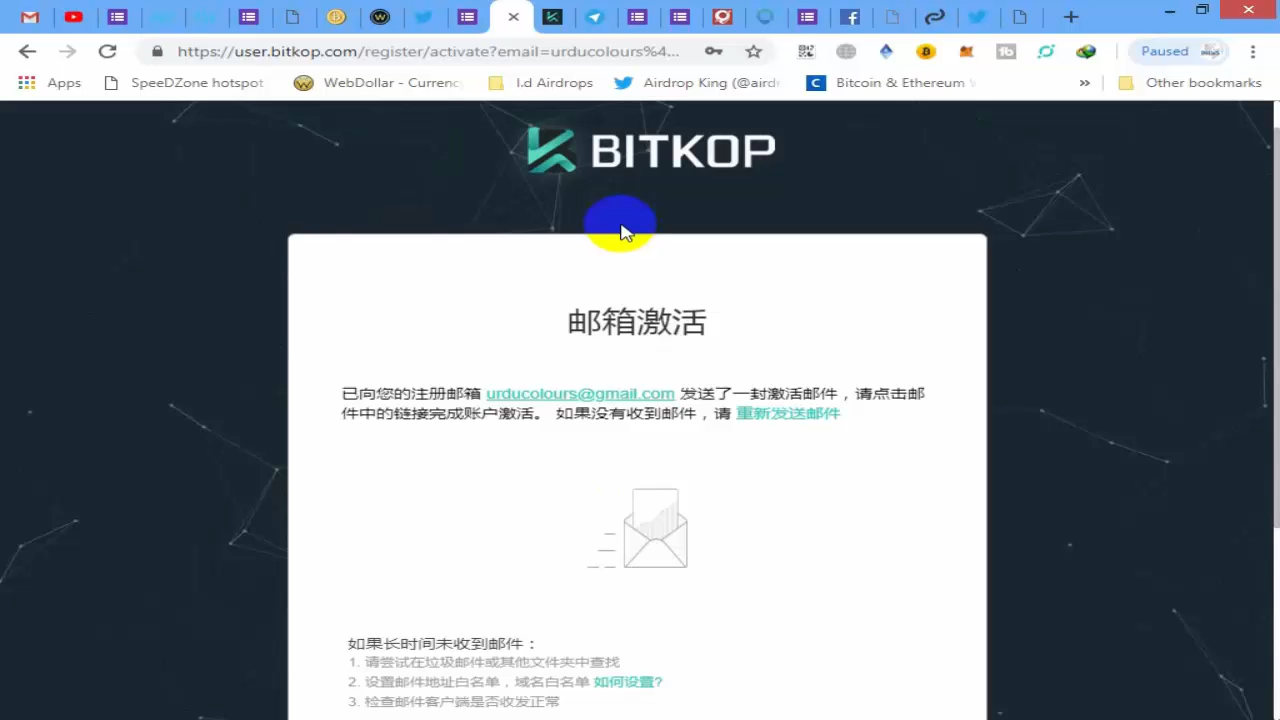 https://user.bitkop.com/register/activate?email=urducolours%4...
Paused
Apps
SpeeDZone hotspot
WebDollar - Currenc
I.d Airdrops
Airdrop King (@airdr
Bitcoin & Ethereum
»
Other bookmarks
BITKOP
邮箱激活
已向您的注册邮箱 urducolours@gmail.com 发送了一封激活邮件，请点击邮
件中的链接完成账户激活。 如果没有收到邮件，请 重新发送邮件
如果长时间未收到邮件：
1. 请尝试在垃圾邮件或其他文件夹中查找
2. 设置邮件地址白名单，域名白名单 如何设置?
3. 检查邮件客户端是否收发正常